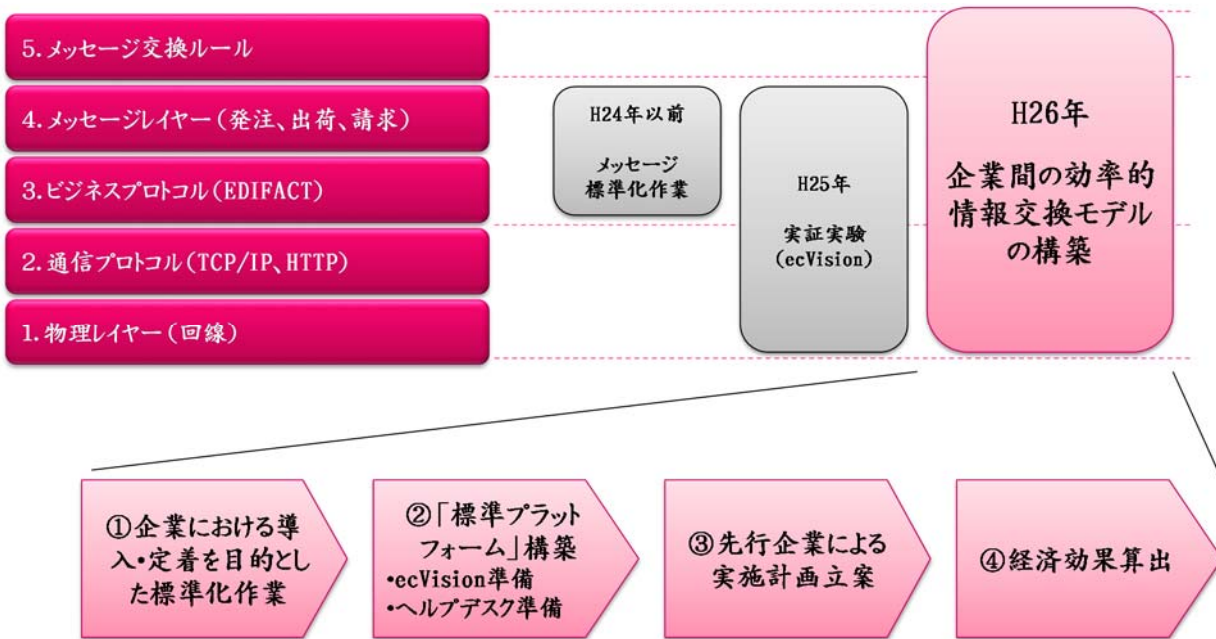 5.メッセージ交換ルール
4.メッセージレイヤー(発注、出荷、請求)
3.ビジネスプロトコル(EDIFACT)
2.通信プロトコル(TCP/IP、HTTP)
1.物理レイヤー(回線)
H24年以前
メッセージ
標準化作業
H25年
実証実験
(ecVision)
H26年
企業間の効率的
情報交換モデル
の構築
①企業における導
入・定着を目的とし
た標準化作業
②「標準プラット
フォーム」構築
・ecVision準備
・ヘルプデスク準備
③先行企業による
実施計画立案
④経済効果算出